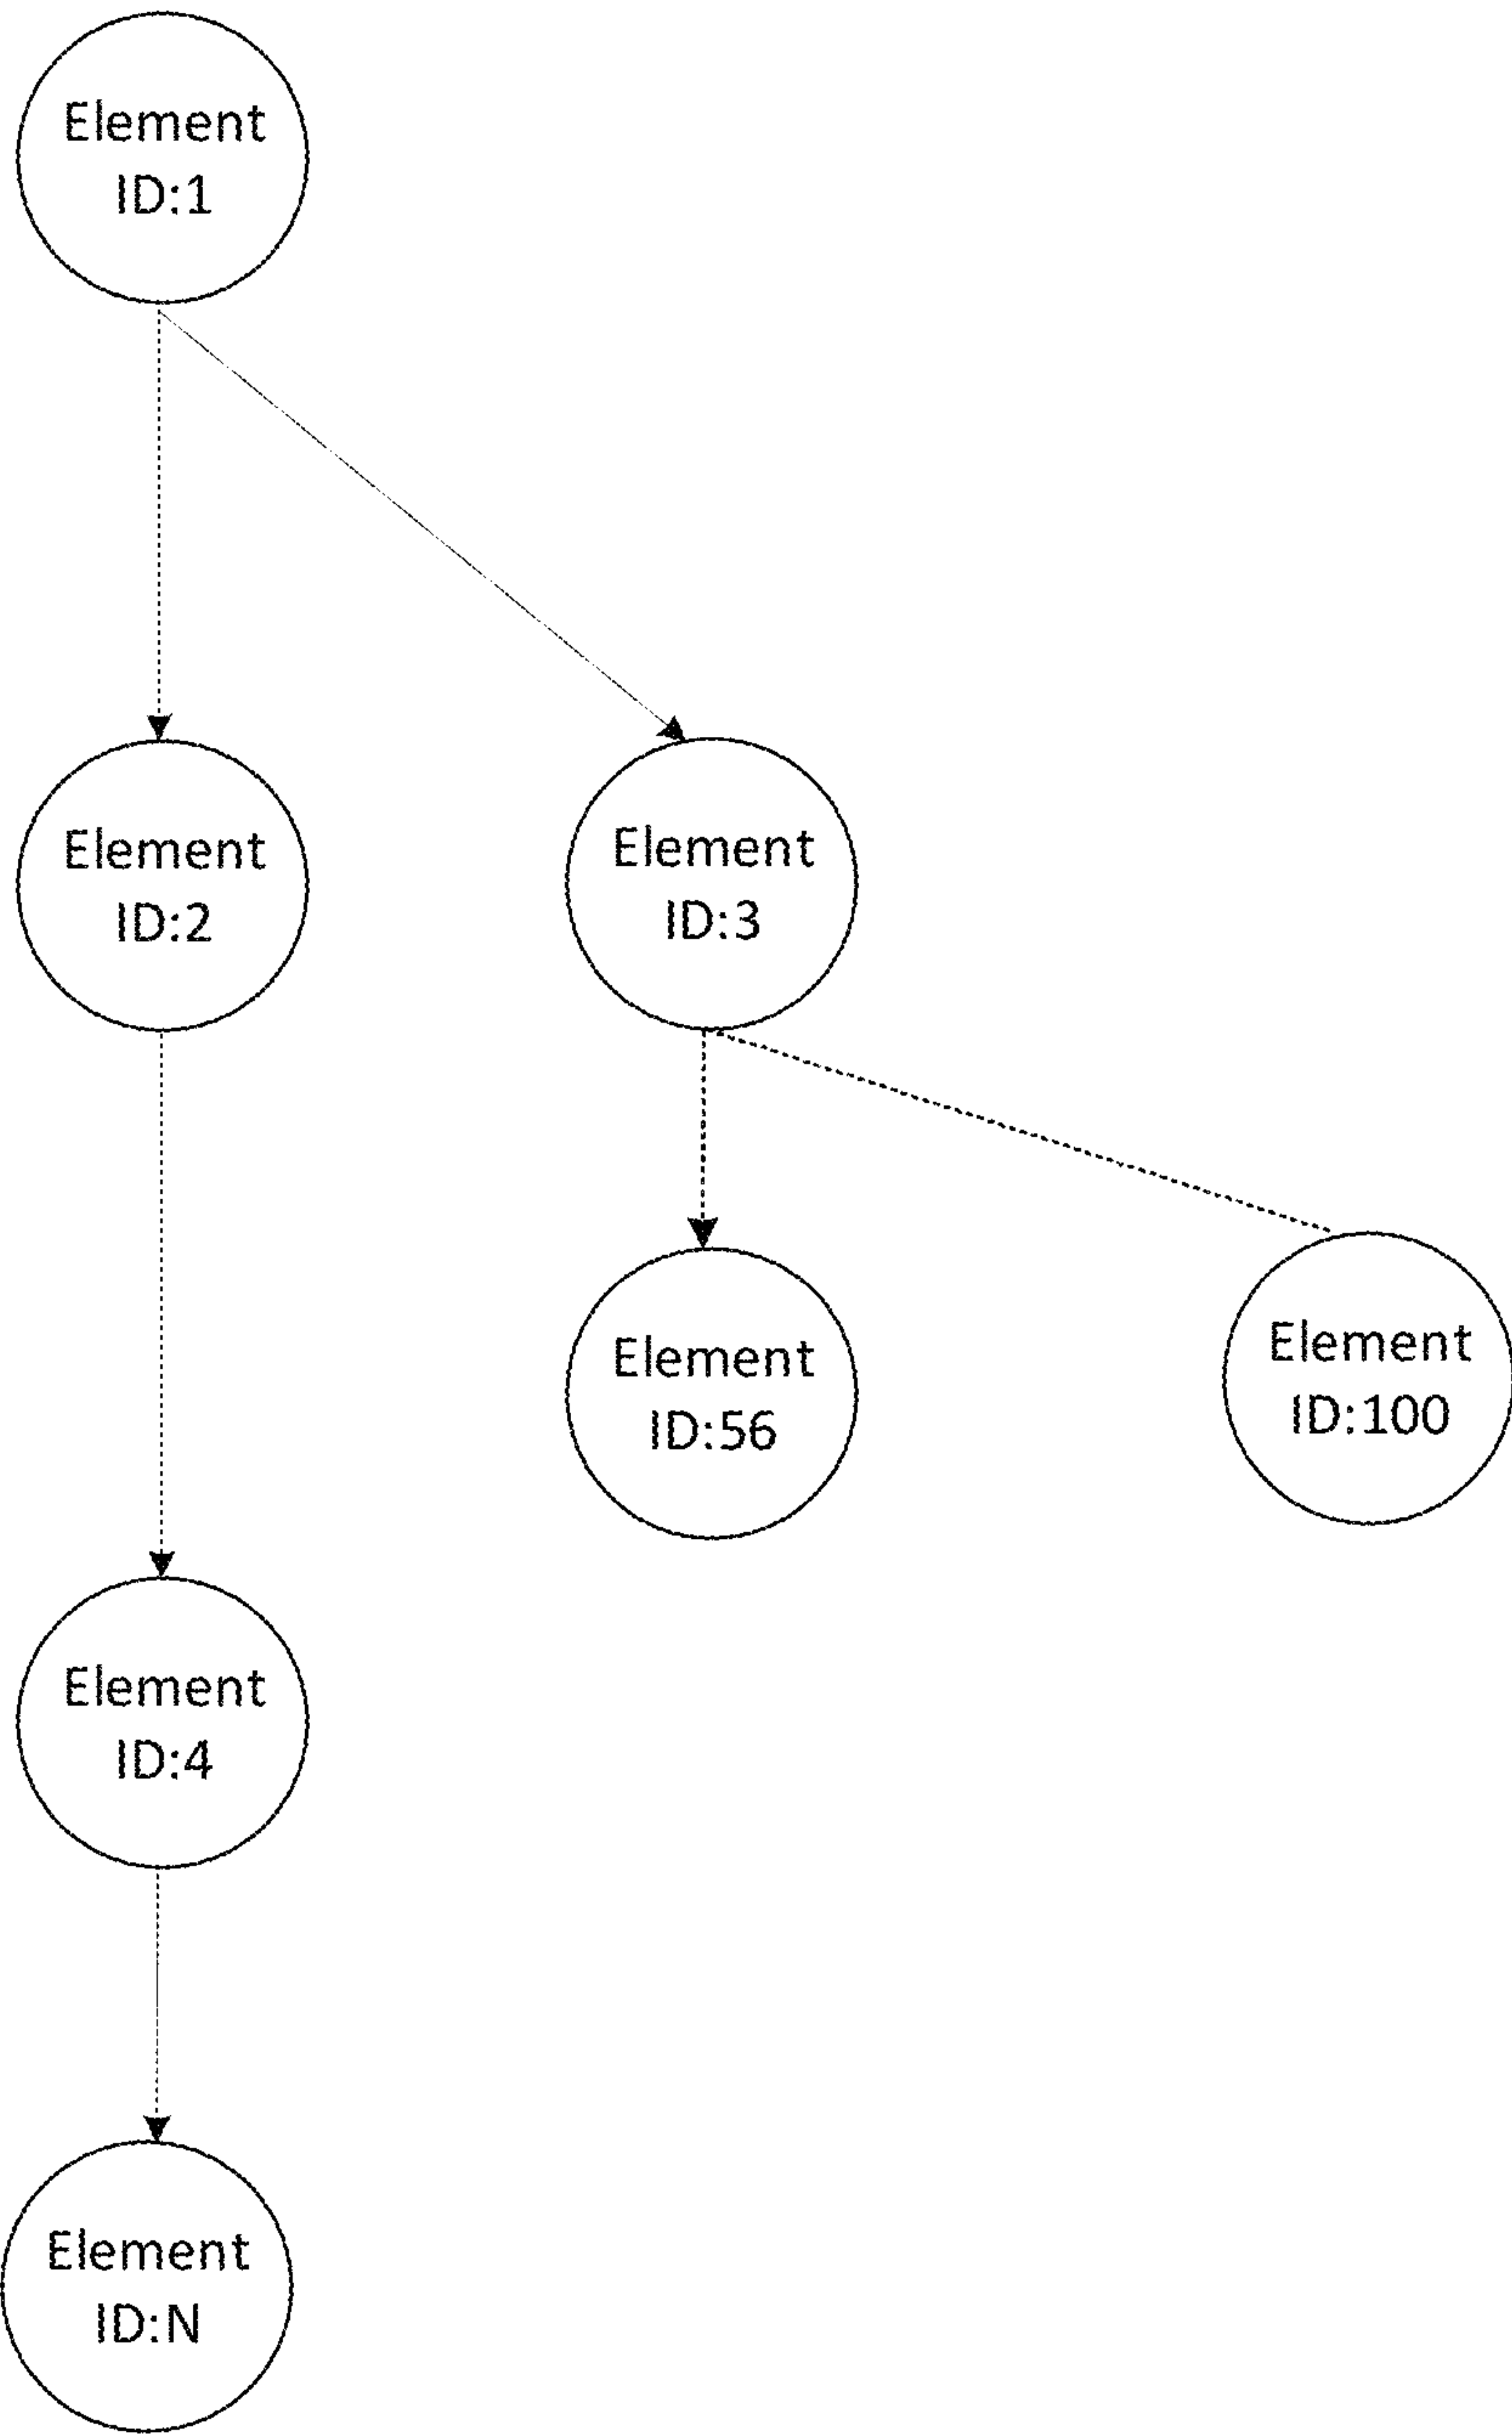 Element
ID:1
Element
ID:2
Element
ID:3
Element
ID:56
Element
ID:100
Element
ID:4
Element
ID:N